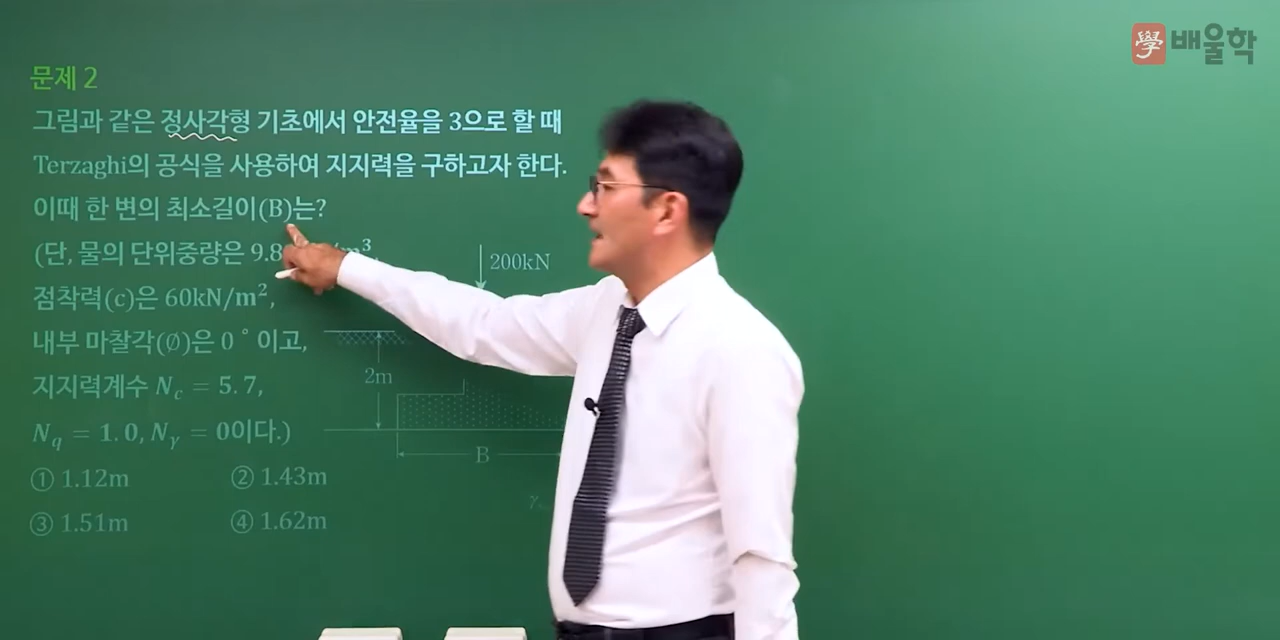 學 배울학
문제 2
그림과 같은 정사각형 기초에서 안전율을 3으로 할 때
Terzaghi의 공식을 사용하여 지지력을 구하고자 한다.
이때 한 변의 최소길이(B)는?
(단, 물의 단위중량은 9.8
점착력(c)은 60kN/m²,
내부 마찰각(∅)은 0˚이고,
지지력계수 N_c = 5.7,
N_q = 1.0, N_γ = 0이다.)
① 1.12m ② 1.43m
③ 1.51m ④ 1.62m
200kN
2m
B